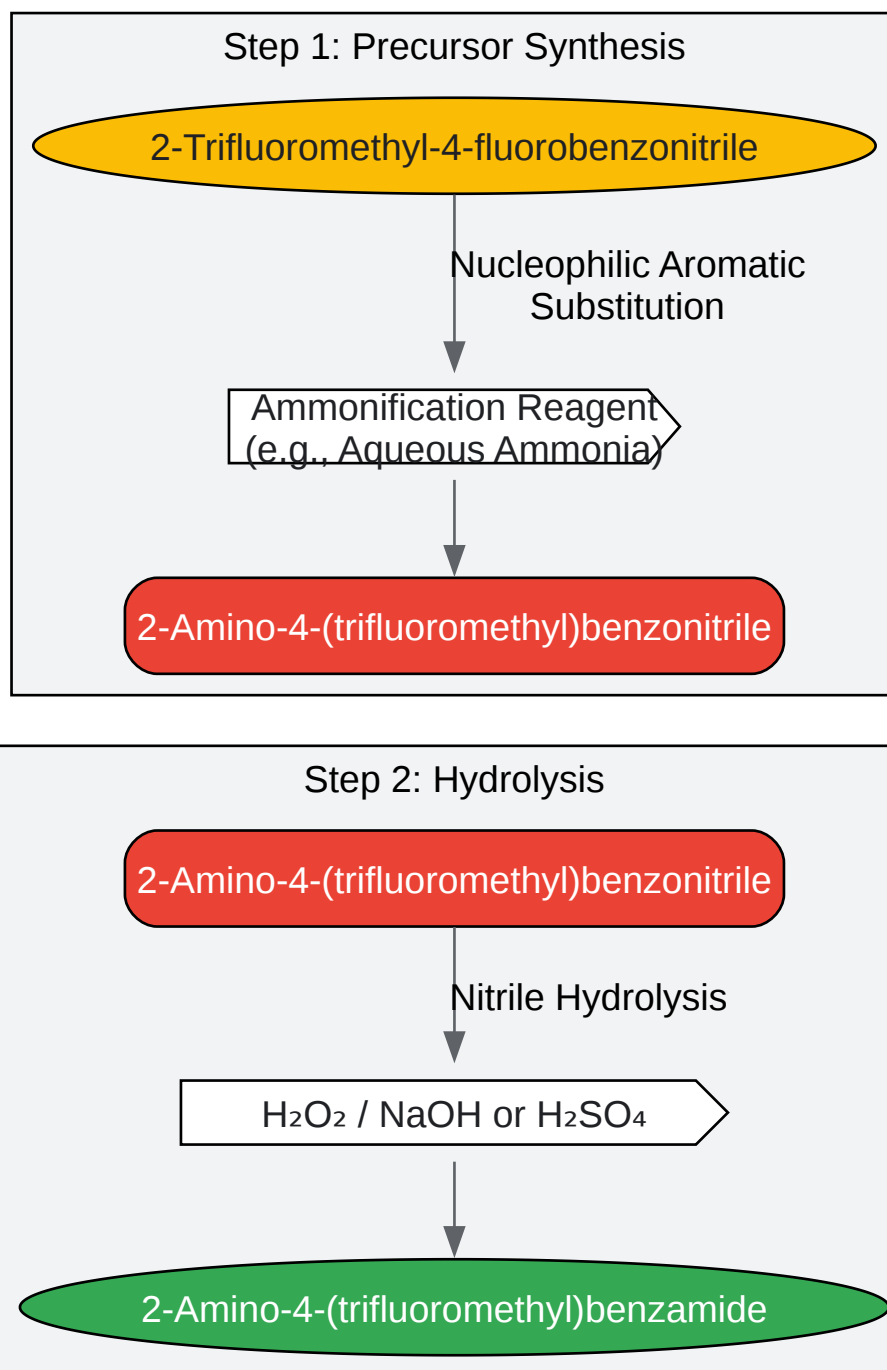 Step 1: Precursor Synthesis
2-Trifluoromethyl-4-fluorobenzonitrile
Nucleophilic Aromatic
Substitution
Ammonification Reagent
(e.g., Aqueous Ammonia)
2-Amino-4-(trifluoromethyl)benzonitrile
Step 2: Hydrolysis
2-Amino-4-(trifluoromethyl)benzonitrile
Nitrile Hydrolysis
H₂O₂ / NaOH or H₂SO₄
2-Amino-4-(trifluoromethyl)benzamide